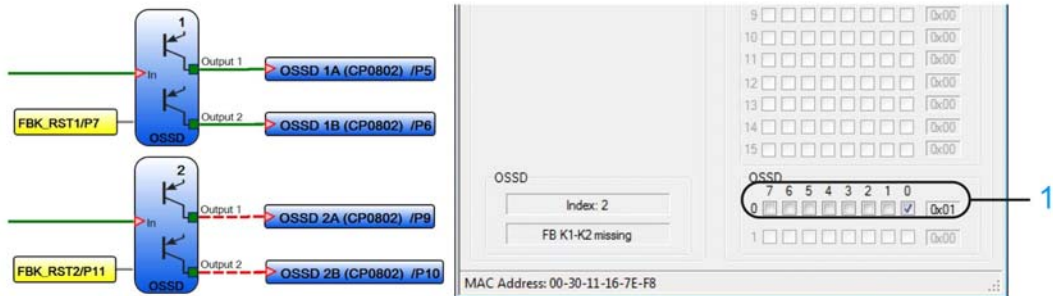 1
In
Output 1
OSSD 1A (CP0802) /P5
FBK_RST1/P7
Output 2
OSSD 1B (CP0802) /P6
OSSD
2
In
Output 1
OSSD 2A (CP0802) /P9
FBK_RST2/P11
Output 2
OSSD 2B (CP0802) /P10
OSSD
9 0x00
10 0x00
11 0x00
12 0x00
13 0x00
14 0x00
15 0x00
OSSD
Index: 2
FB K1-K2 missing
OSSD
7 6 5 4 3 2 1 0
0 0x01
1 0x00
1
MAC Address: 00-30-11-16-7E-F8